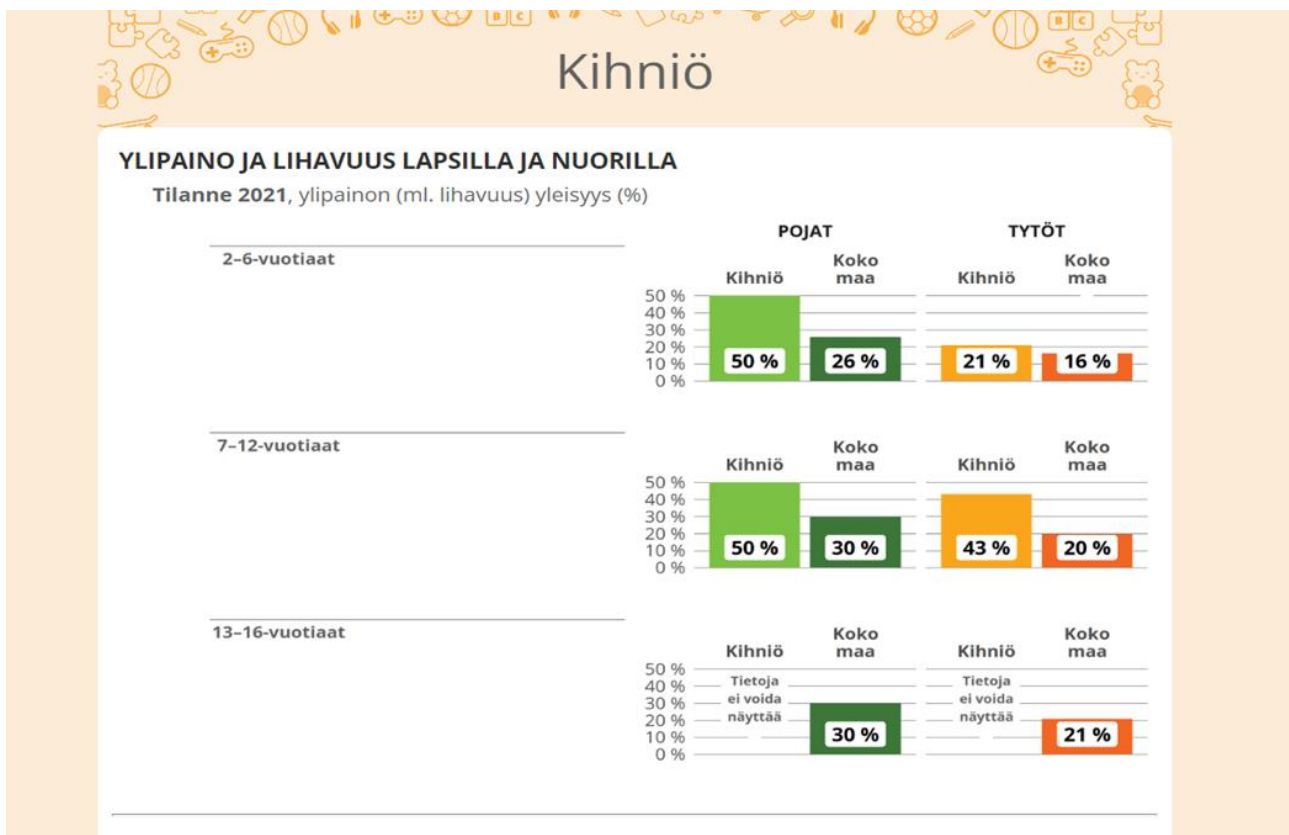 Kihniö
YLIPAINO JA LIHAVUUS LAPSILLA JA NUORILLA
Tilanne 2021, ylipainon (ml. lihavuus) yleisyys (%)
POJAT TYTÖT
2–6-vuotiaat
Kihniö Koko maa Kihniö Koko maa
50 %
40 %
30 %
20 %
10 %
0 %
50 % 26 % 21 % 16 %
7–12-vuotiaat
Kihniö Koko maa Kihniö Koko maa
50 %
40 %
30 %
20 %
10 %
0 %
50 % 30 % 43 % 20 %
13–16-vuotiaat
Kihniö Koko maa Kihniö Koko maa
50 %
40 %
30 %
20 %
10 %
0 %
Tietoja
ei voida
näyttää
30 %
Tietoja
ei voida
näyttää
21 %